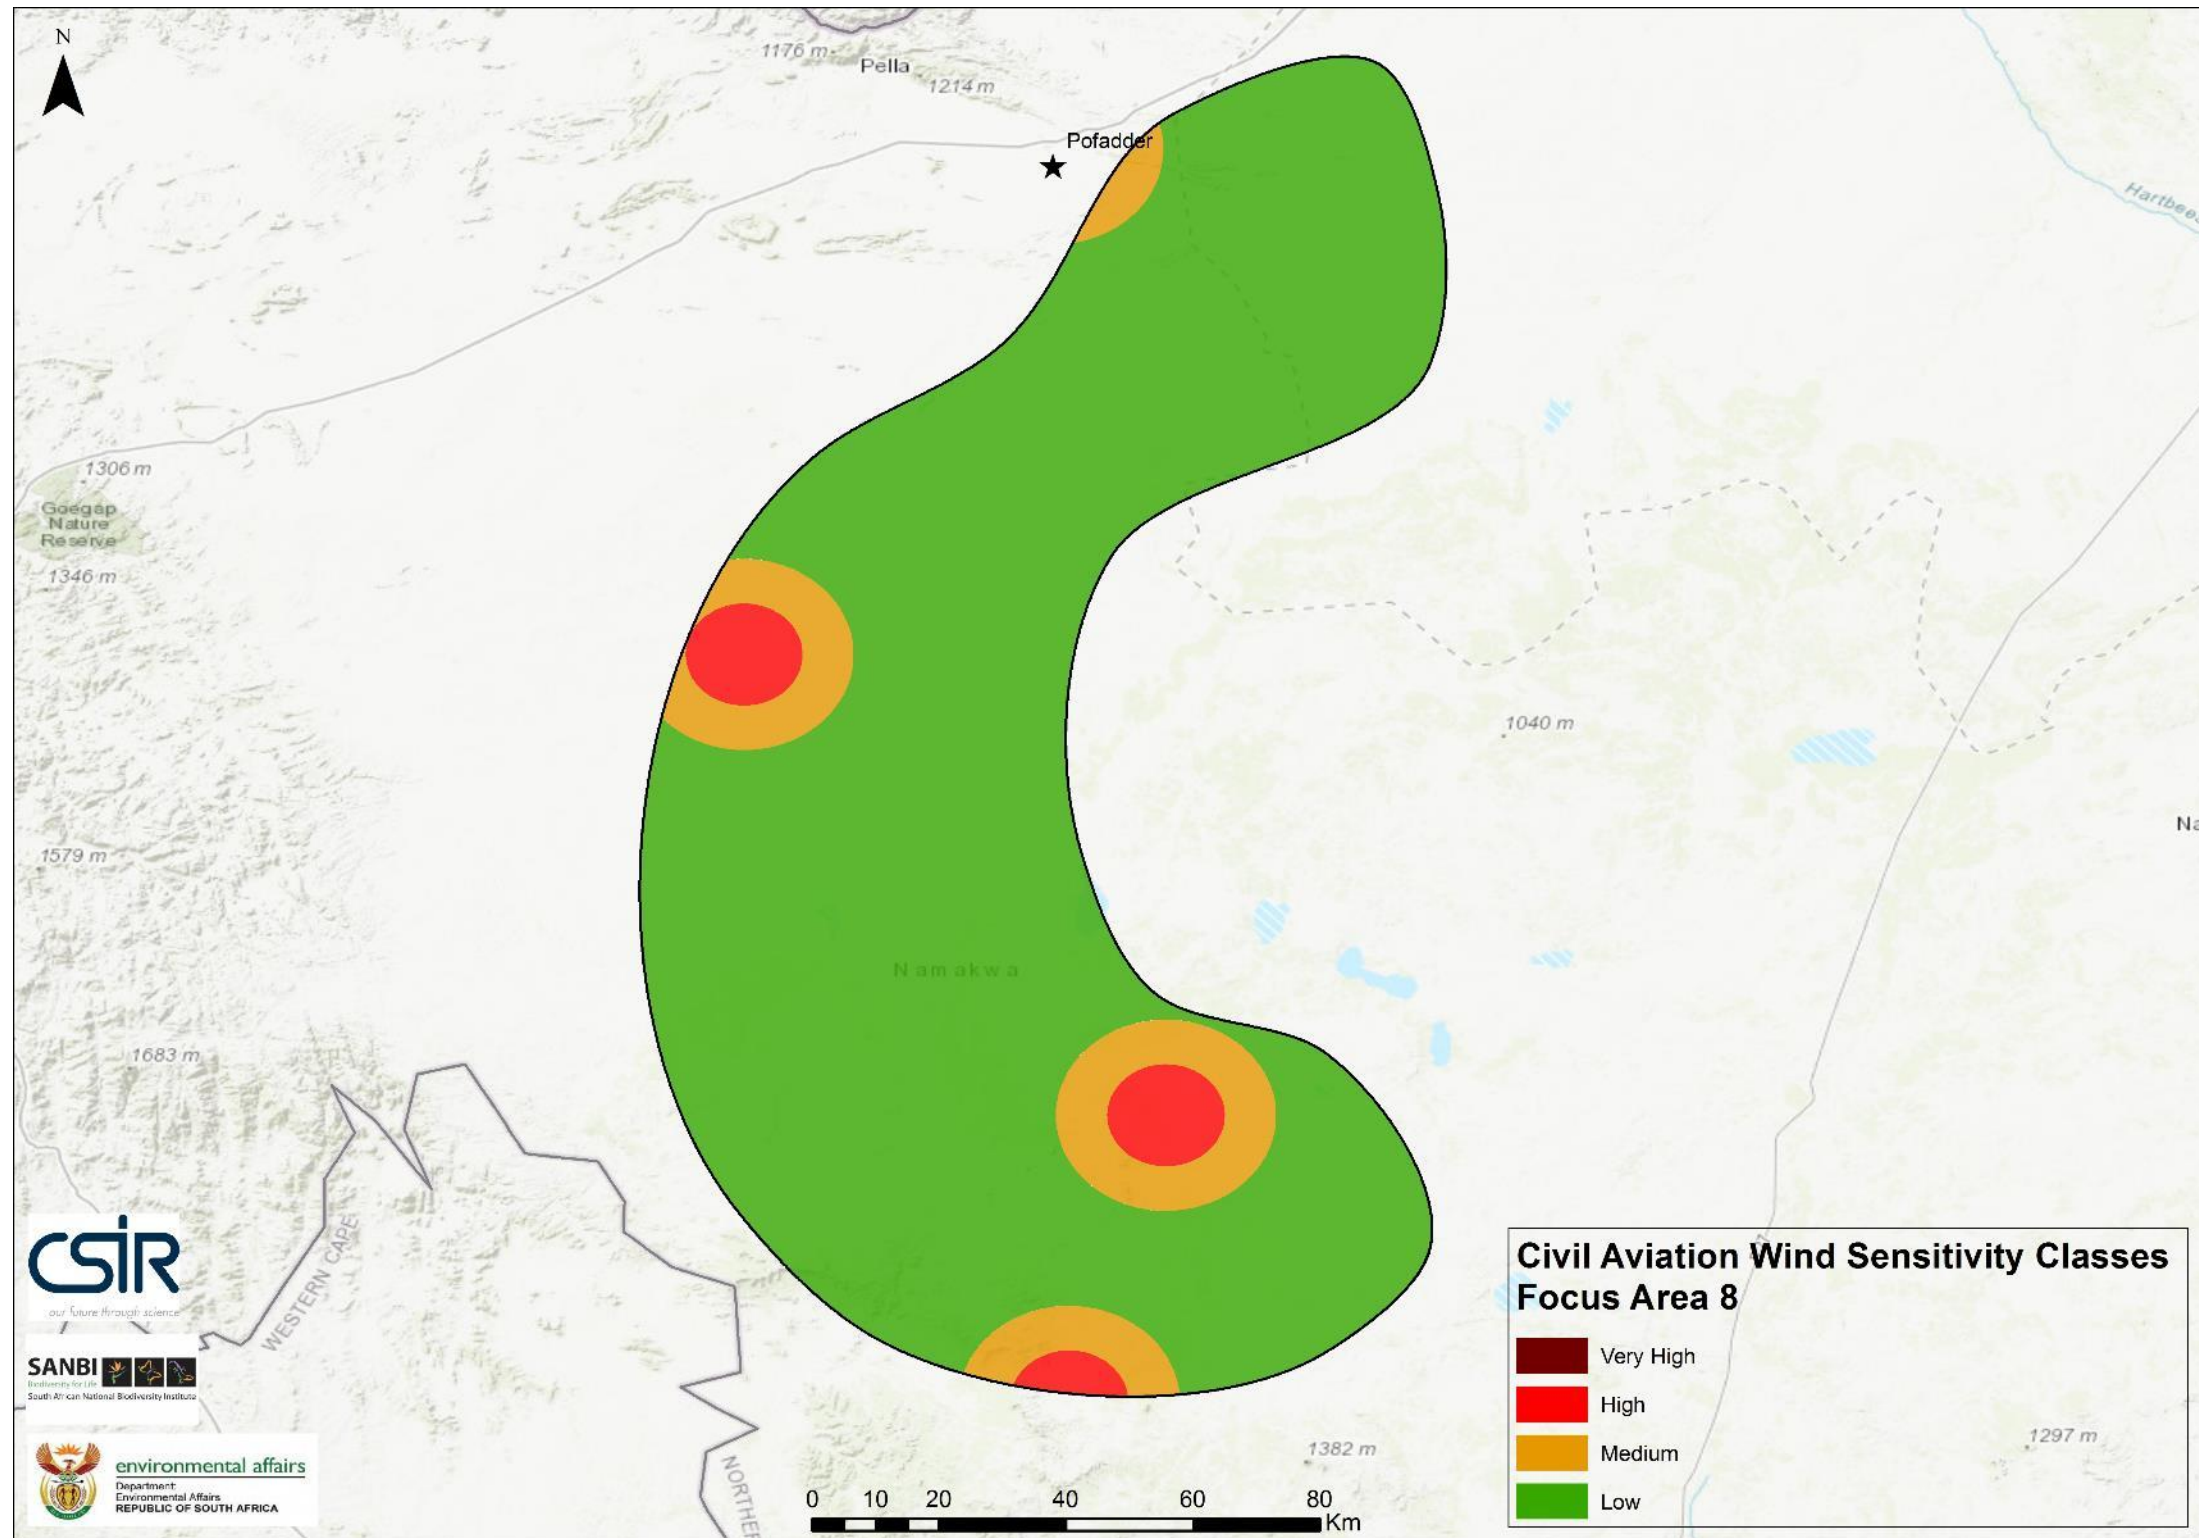 N
1176 m
Pella
1214 m
Pofadder
1306 m
Goegap
Nature
Reserve
1346 m
1040 m
1579 m
Namakwa
1683 m
WESTERN CAPE
CSIR
our future through science
SANBI
Biodiversity for Life
South African National Biodiversity Institute
environmental affairs
Department:
Environmental Affairs
REPUBLIC OF SOUTH AFRICA
1382 m
1297 m
0 10 20 40 60 80
Km
Civil Aviation Wind Sensitivity Classes
Focus Area 8
Very High
High
Medium
Low